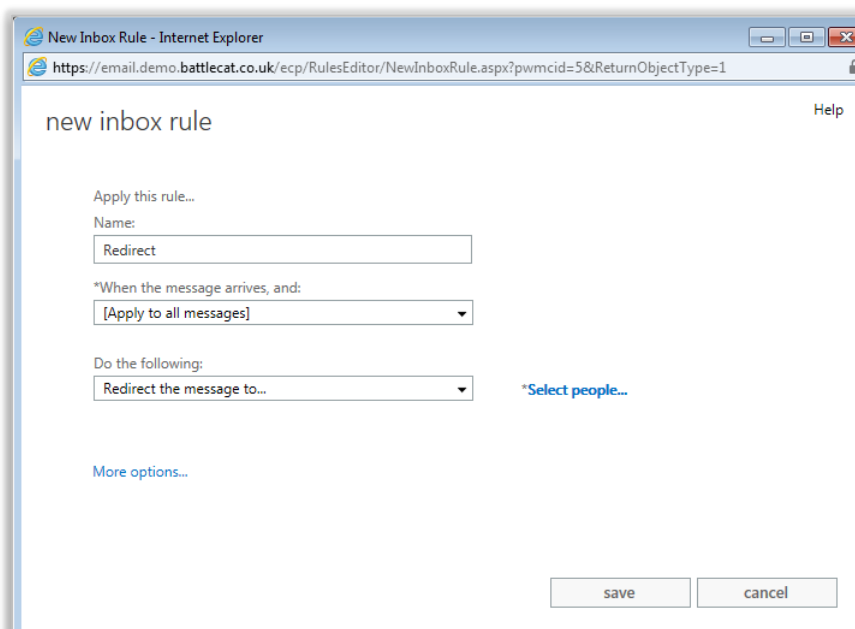 New Inbox Rule - Internet Explorer
https://email.demo.battlecat.co.uk/ecp/RulesEditor/NewInboxRule.aspx?pwmcid=5&ReturnObjectType=1
Help
new inbox rule
Apply this rule...
Name:
Redirect
*When the message arrives, and:
[Apply to all messages]
Do the following:
Redirect the message to...
*Select people...
More options...
save
cancel